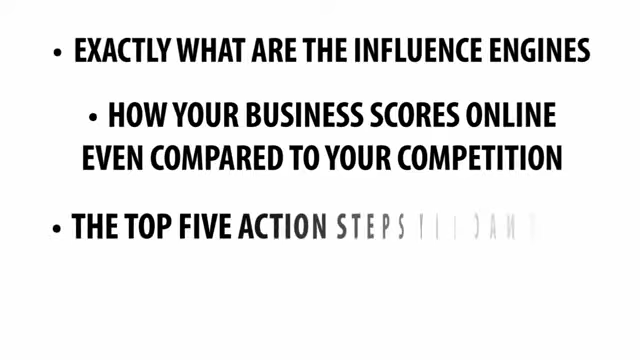 • EXACTLY WHAT ARE THE INFLUENCE ENGINES
• HOW YOUR BUSINESS SCORES ONLINE
EVEN COMPARED TO YOUR COMPETITION
• THE TOP FIVE ACTION STEPS